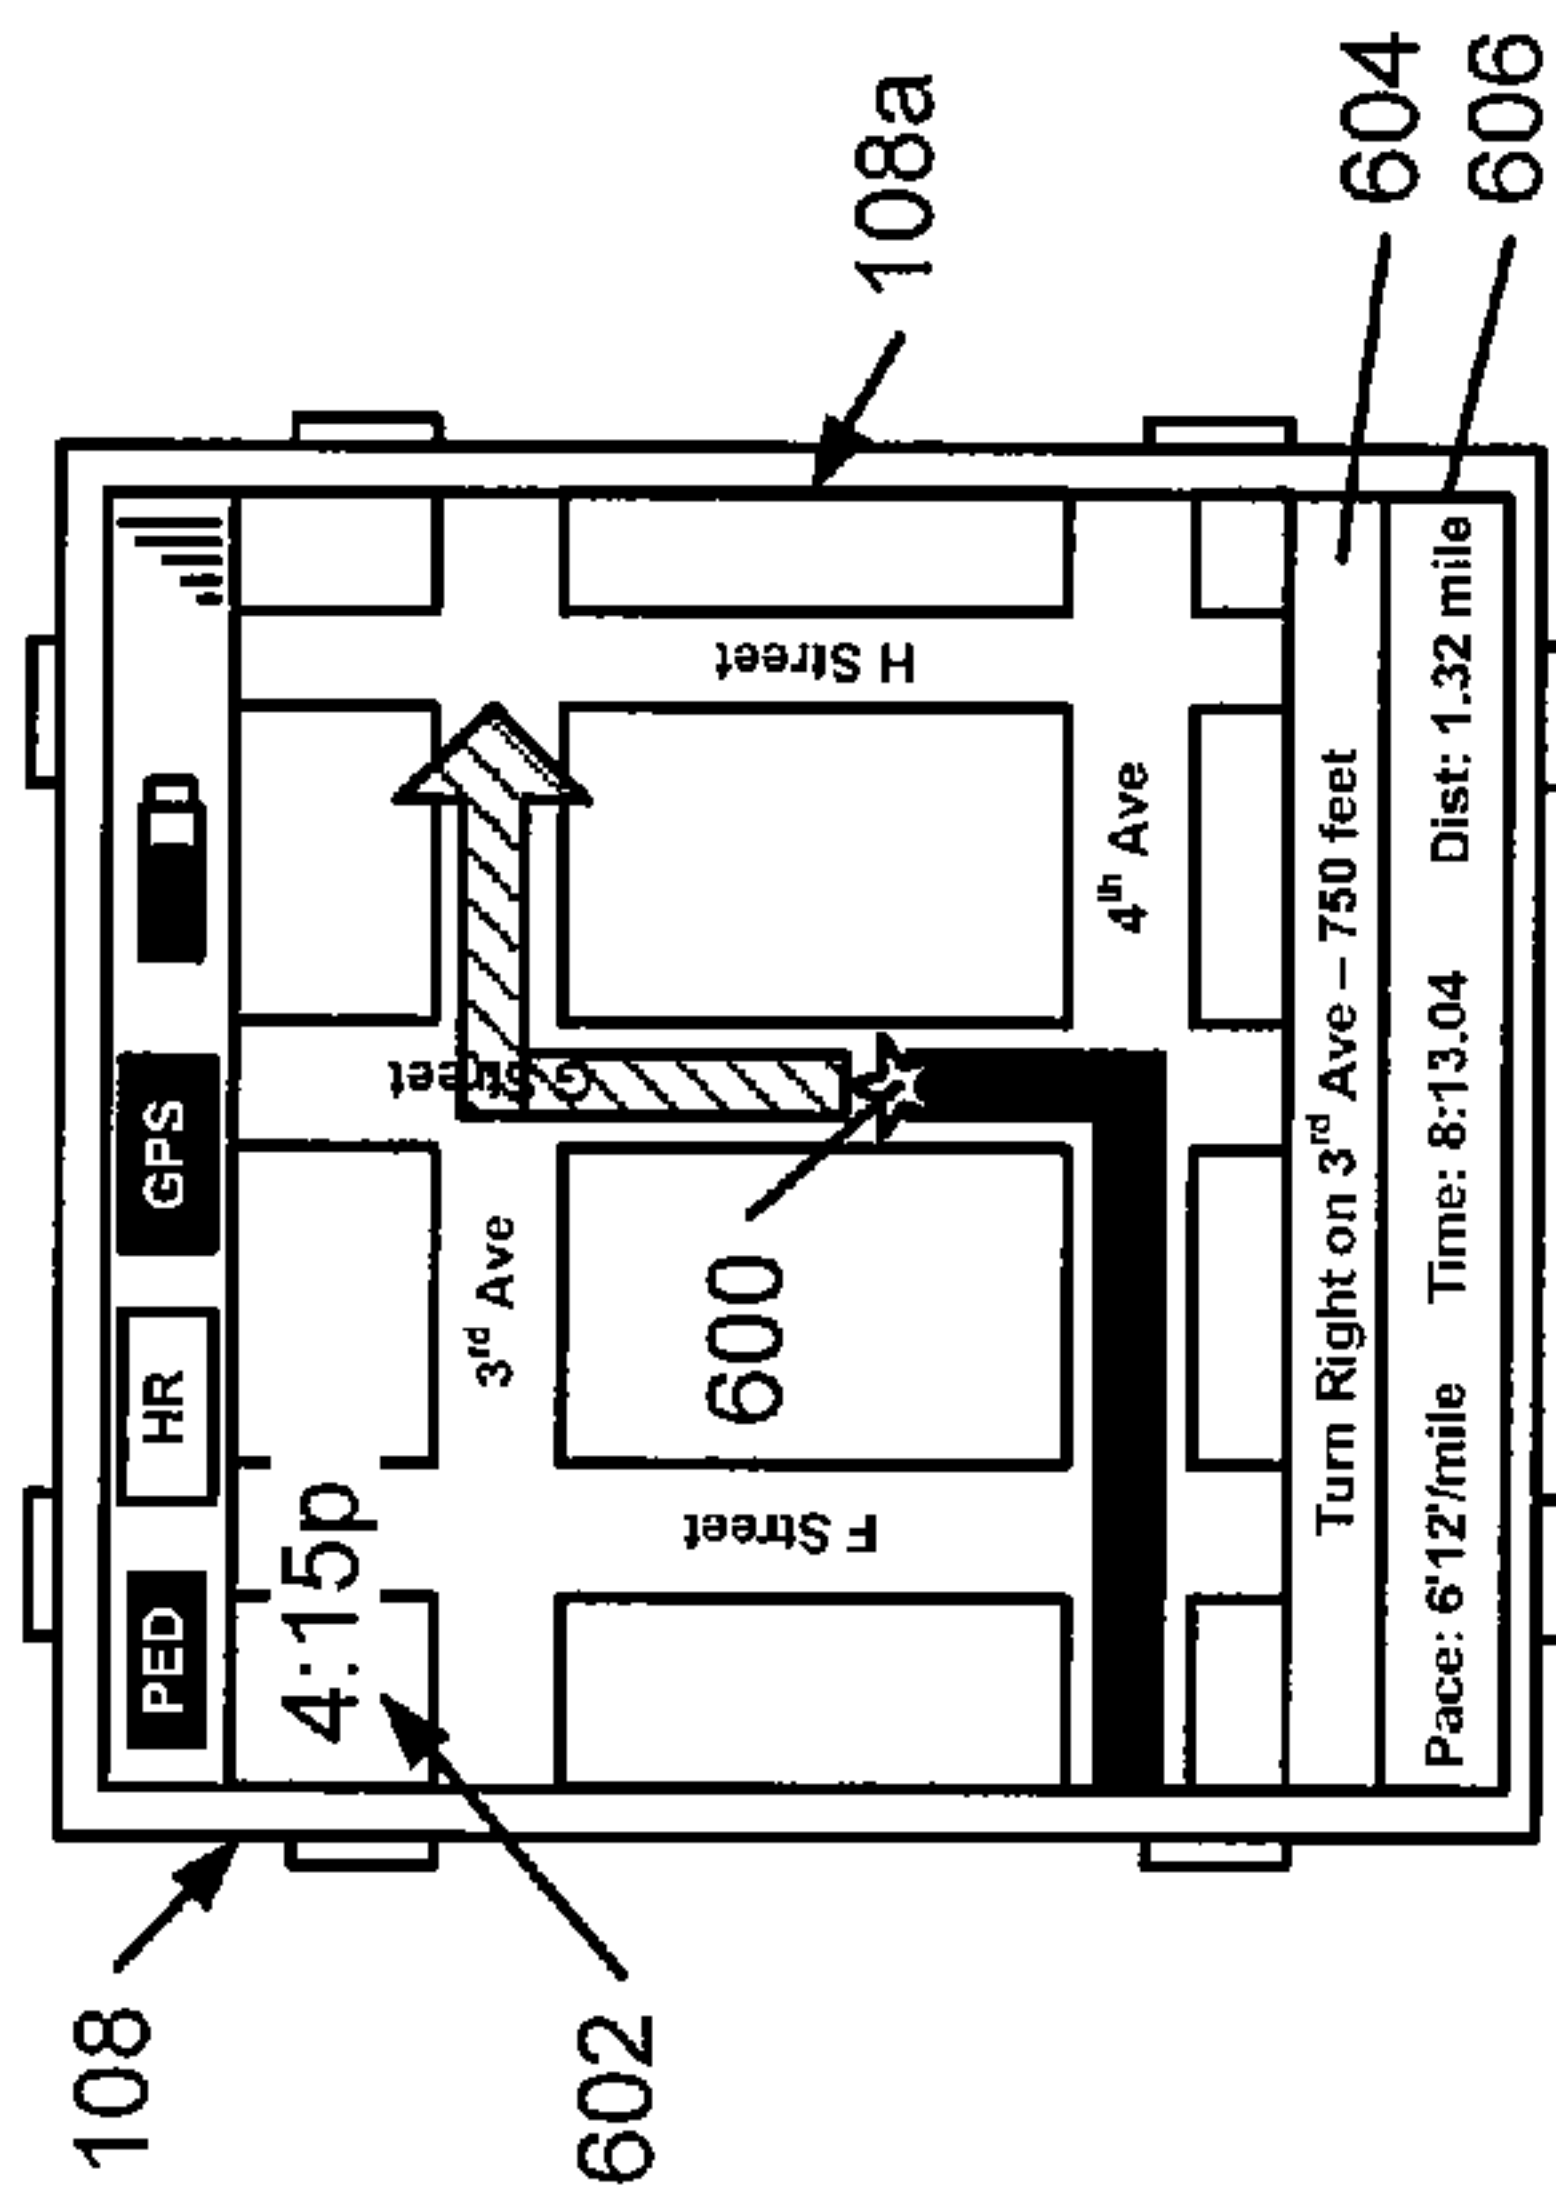 108
PED HR GPS
4:15p
G Street
3rd Ave
602
600
F Street
H Street
108a
4th Ave
Turn Right on 3rd Ave – 750 feet
604
Pace: 6'12'/mile Time: 8:13.04 Dist: 1.32 mile
606